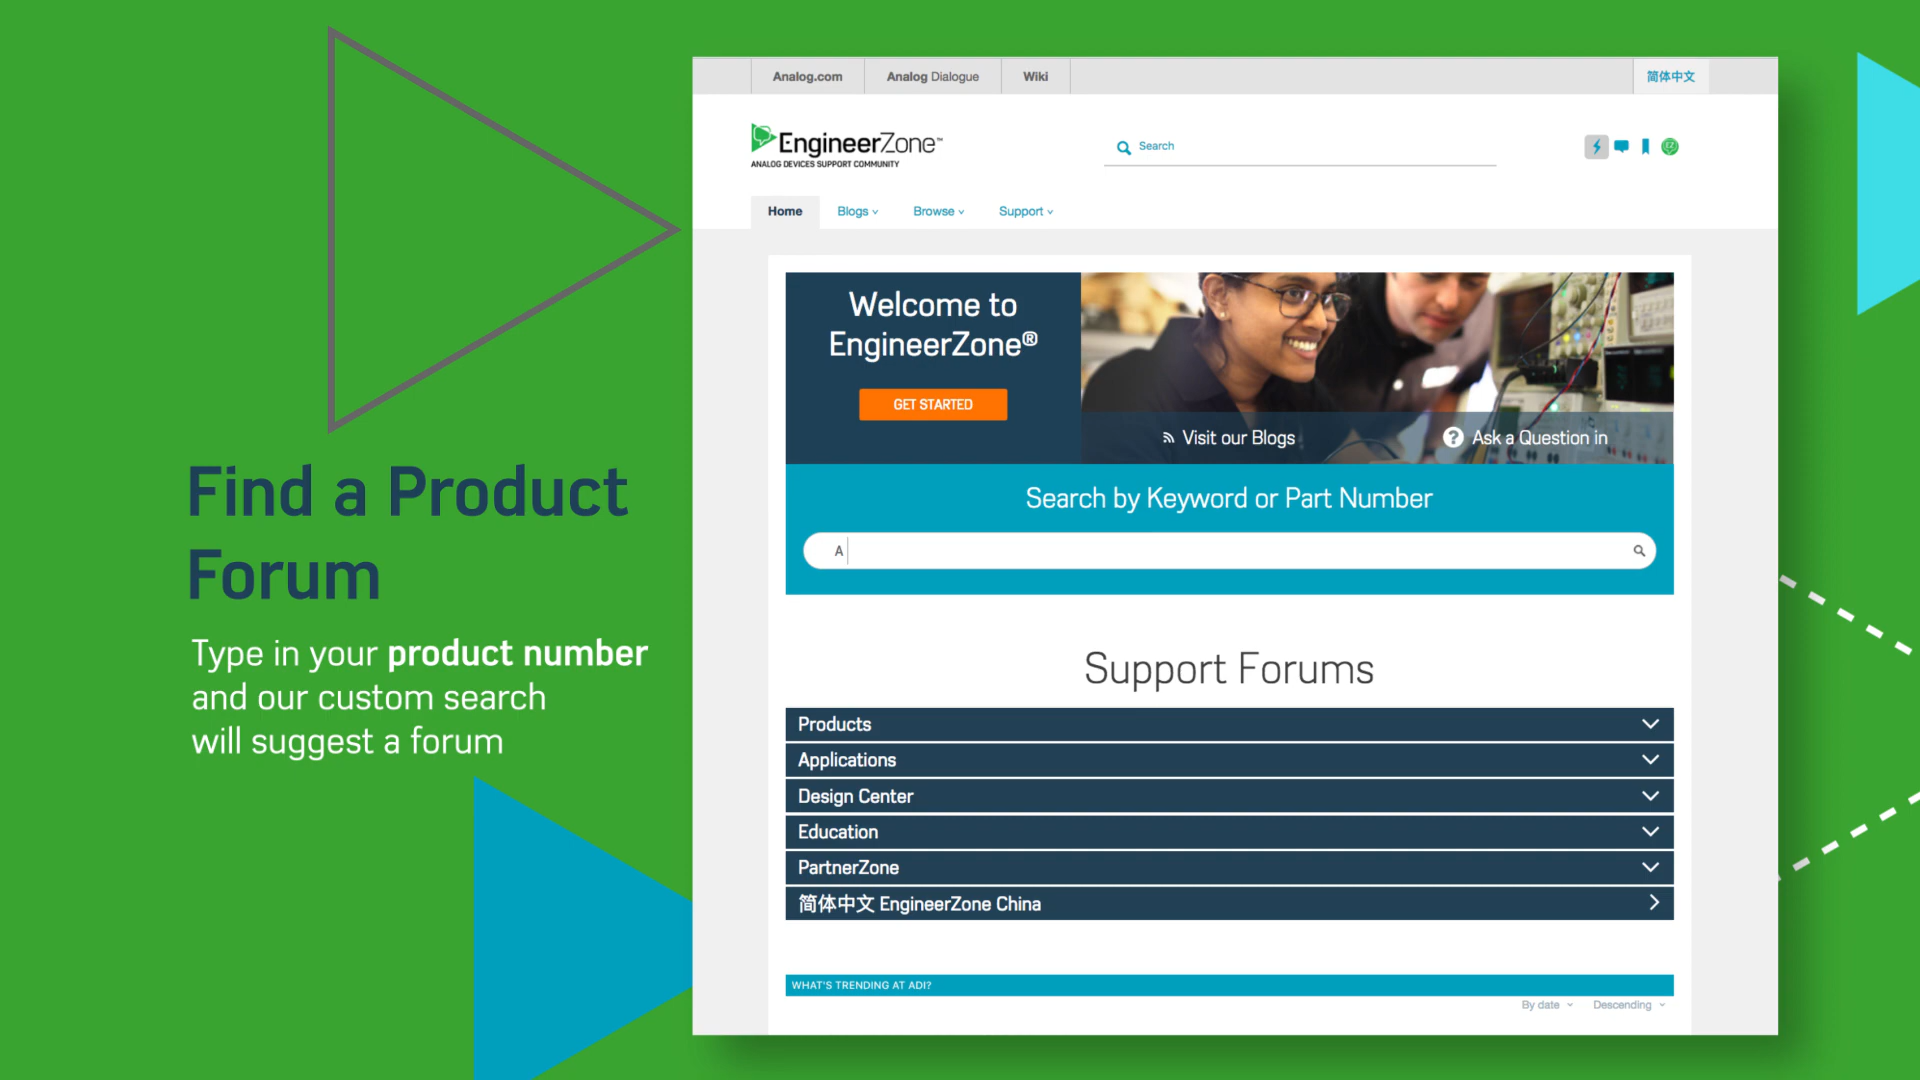 Find a Product
Forum
Type in your product number
and our custom search
will suggest a forum
Analog.com
Analog Dialogue
Wiki
简体中文
EngineerZone™
ANALOG DEVICES SUPPORT COMMUNITY
Search
Home
Blogs
Browse
Support
Welcome to
EngineerZone®
GET STARTED
Visit our Blogs
Ask a Question in
Search by Keyword or Part Number
A
Support Forums
Products
Applications
Design Center
Education
PartnerZone
简体中文 EngineerZone China
WHAT'S TRENDING AT ADI?
By date
Descending